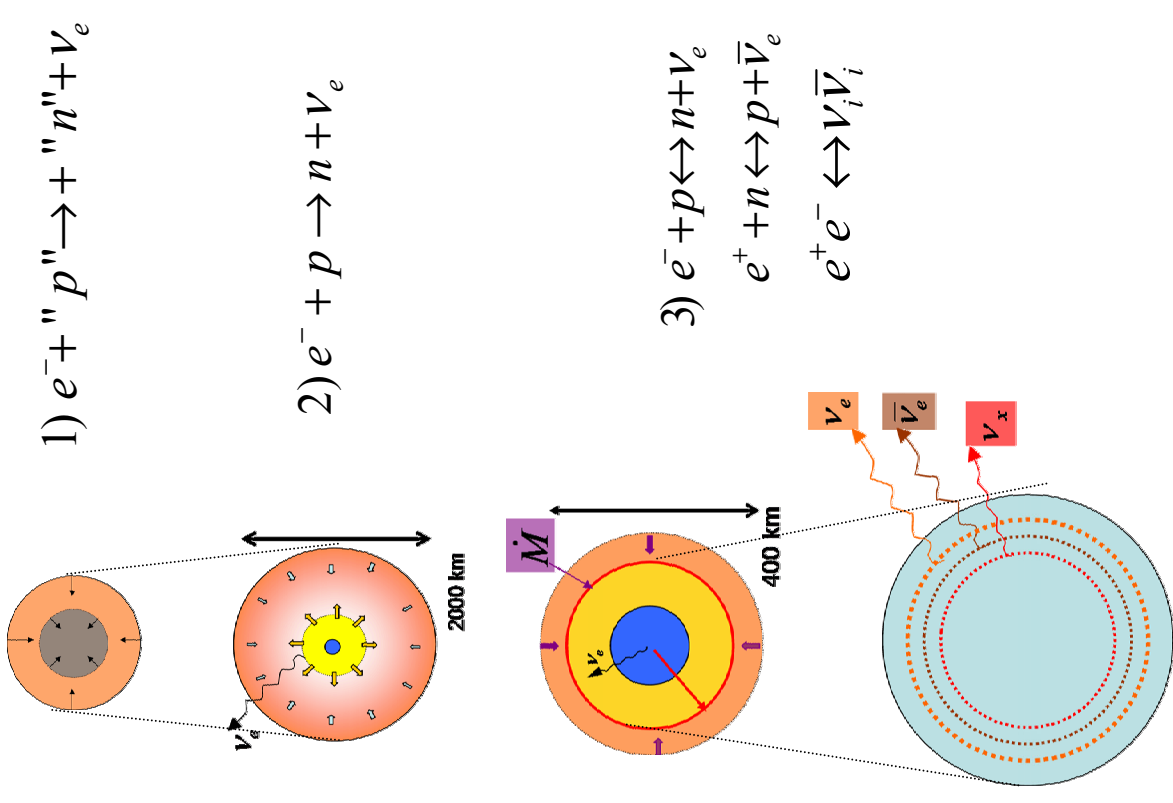 1) e⁻+"p"→+"n"+νₑ
νₑ
2000 km
2) e⁻+p→n+νₑ
Ṁ
νₑ
400 km
3) e⁻+p↔n+νₑ
e⁺+n↔p+ν̅ₑ
e⁺e⁻↔νᵢν̅ᵢ
νₑ
ν̅ₑ
νₓ